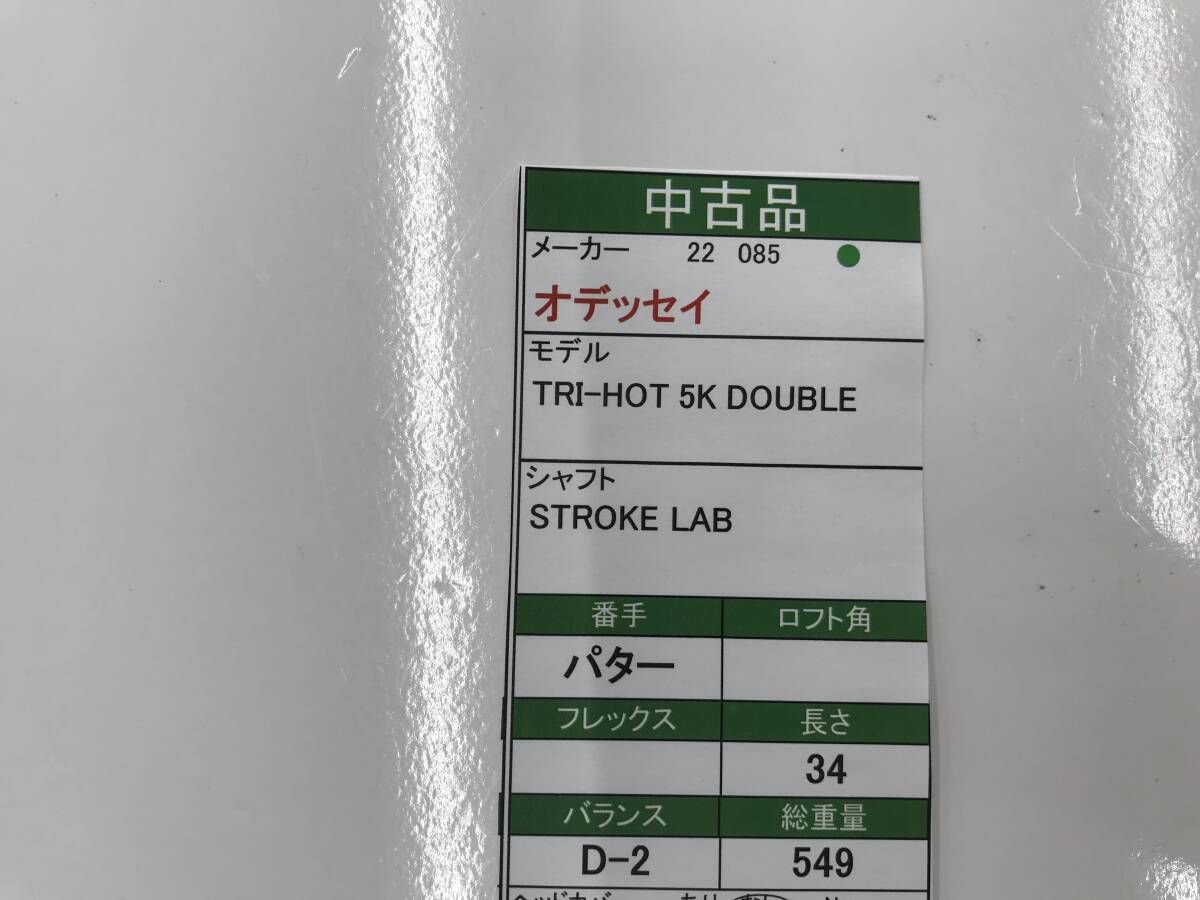 中古品
メーカー 22 085
オデッセイ
モデル
TRI-HOT 5K DOUBLE
シャフト
STROKE LAB
番手 ロフト角
パター
フレックス 長さ
34
バランス 総重量
D-2 549